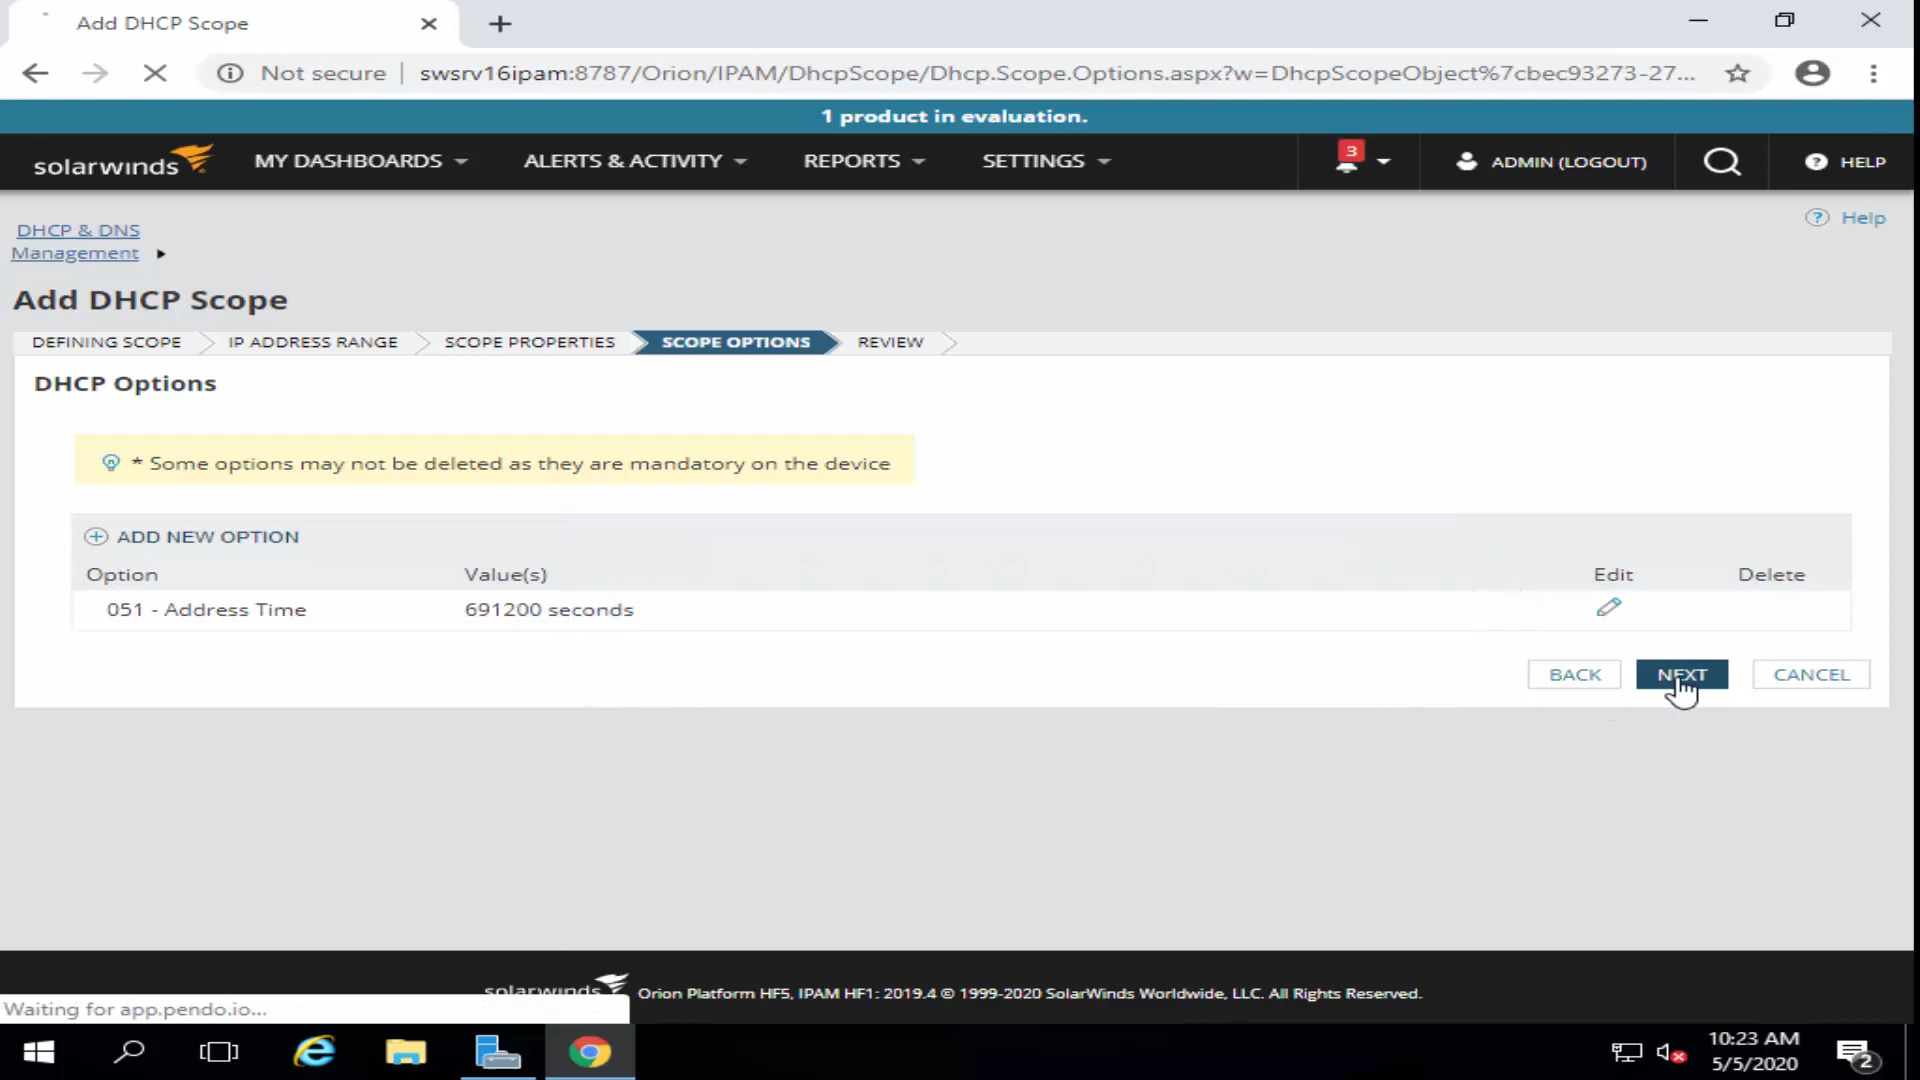 Add DHCP Scope
Not secure | swsrv16ipam:8787/Orion/IPAM/DhcpScope/Dhcp.Scope.Options.aspx?w=DhcpScopeObject%7cbec93273-27...
1 product in evaluation.
solarwinds MY DASHBOARDS ALERTS & ACTIVITY REPORTS SETTINGS 3 ADMIN (LOGOUT) ? HELP
? Help
DHCP & DNS
Management
Add DHCP Scope
DEFINING SCOPE IP ADDRESS RANGE SCOPE PROPERTIES SCOPE OPTIONS REVIEW
DHCP Options
* Some options may not be deleted as they are mandatory on the device
ADD NEW OPTION
Option Value(s) Edit Delete
051 - Address Time 691200 seconds
BACK NEXT CANCEL
solarwinds Orion Platform HF5, IPAM HF1: 2019.4 © 1999-2020 SolarWinds Worldwide, LLC. All Rights Reserved.
Waiting for app.pendo.io...
10:23 AM
5/5/2020
2